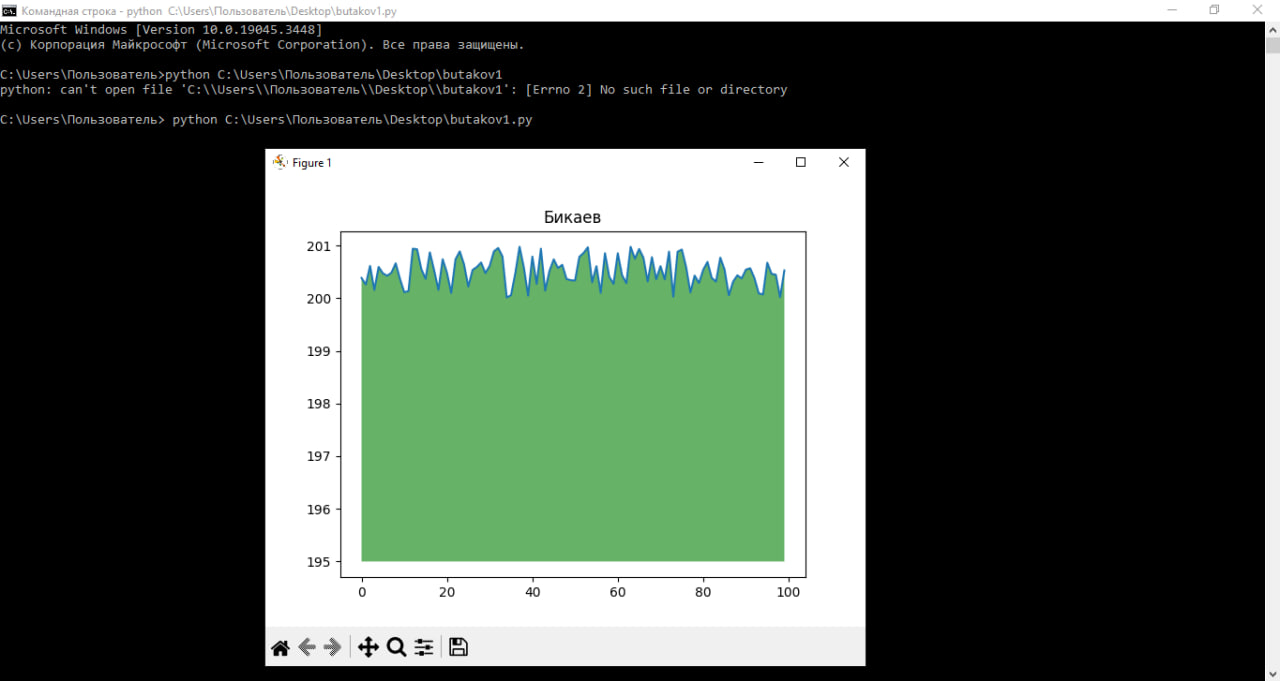 Командная строка - python  C:\Users\Пользователь\Desktop\butakov1.py
Microsoft Windows [Version 10.0.19045.3448]
(c) Корпорация Майкрософт (Microsoft Corporation). Все права защищены.
C:\Users\Пользователь>python C:\Users\Пользователь\Desktop\butakov1
python: can't open file 'C:\\Users\\Пользователь\\Desktop\\butakov1': [Errno 2] No such file or directory
C:\Users\Пользователь> python C:\Users\Пользователь\Desktop\butakov1.py
Figure 1
Бикаев
201
200
199
198
197
196
195
0 20 40 60 80 100